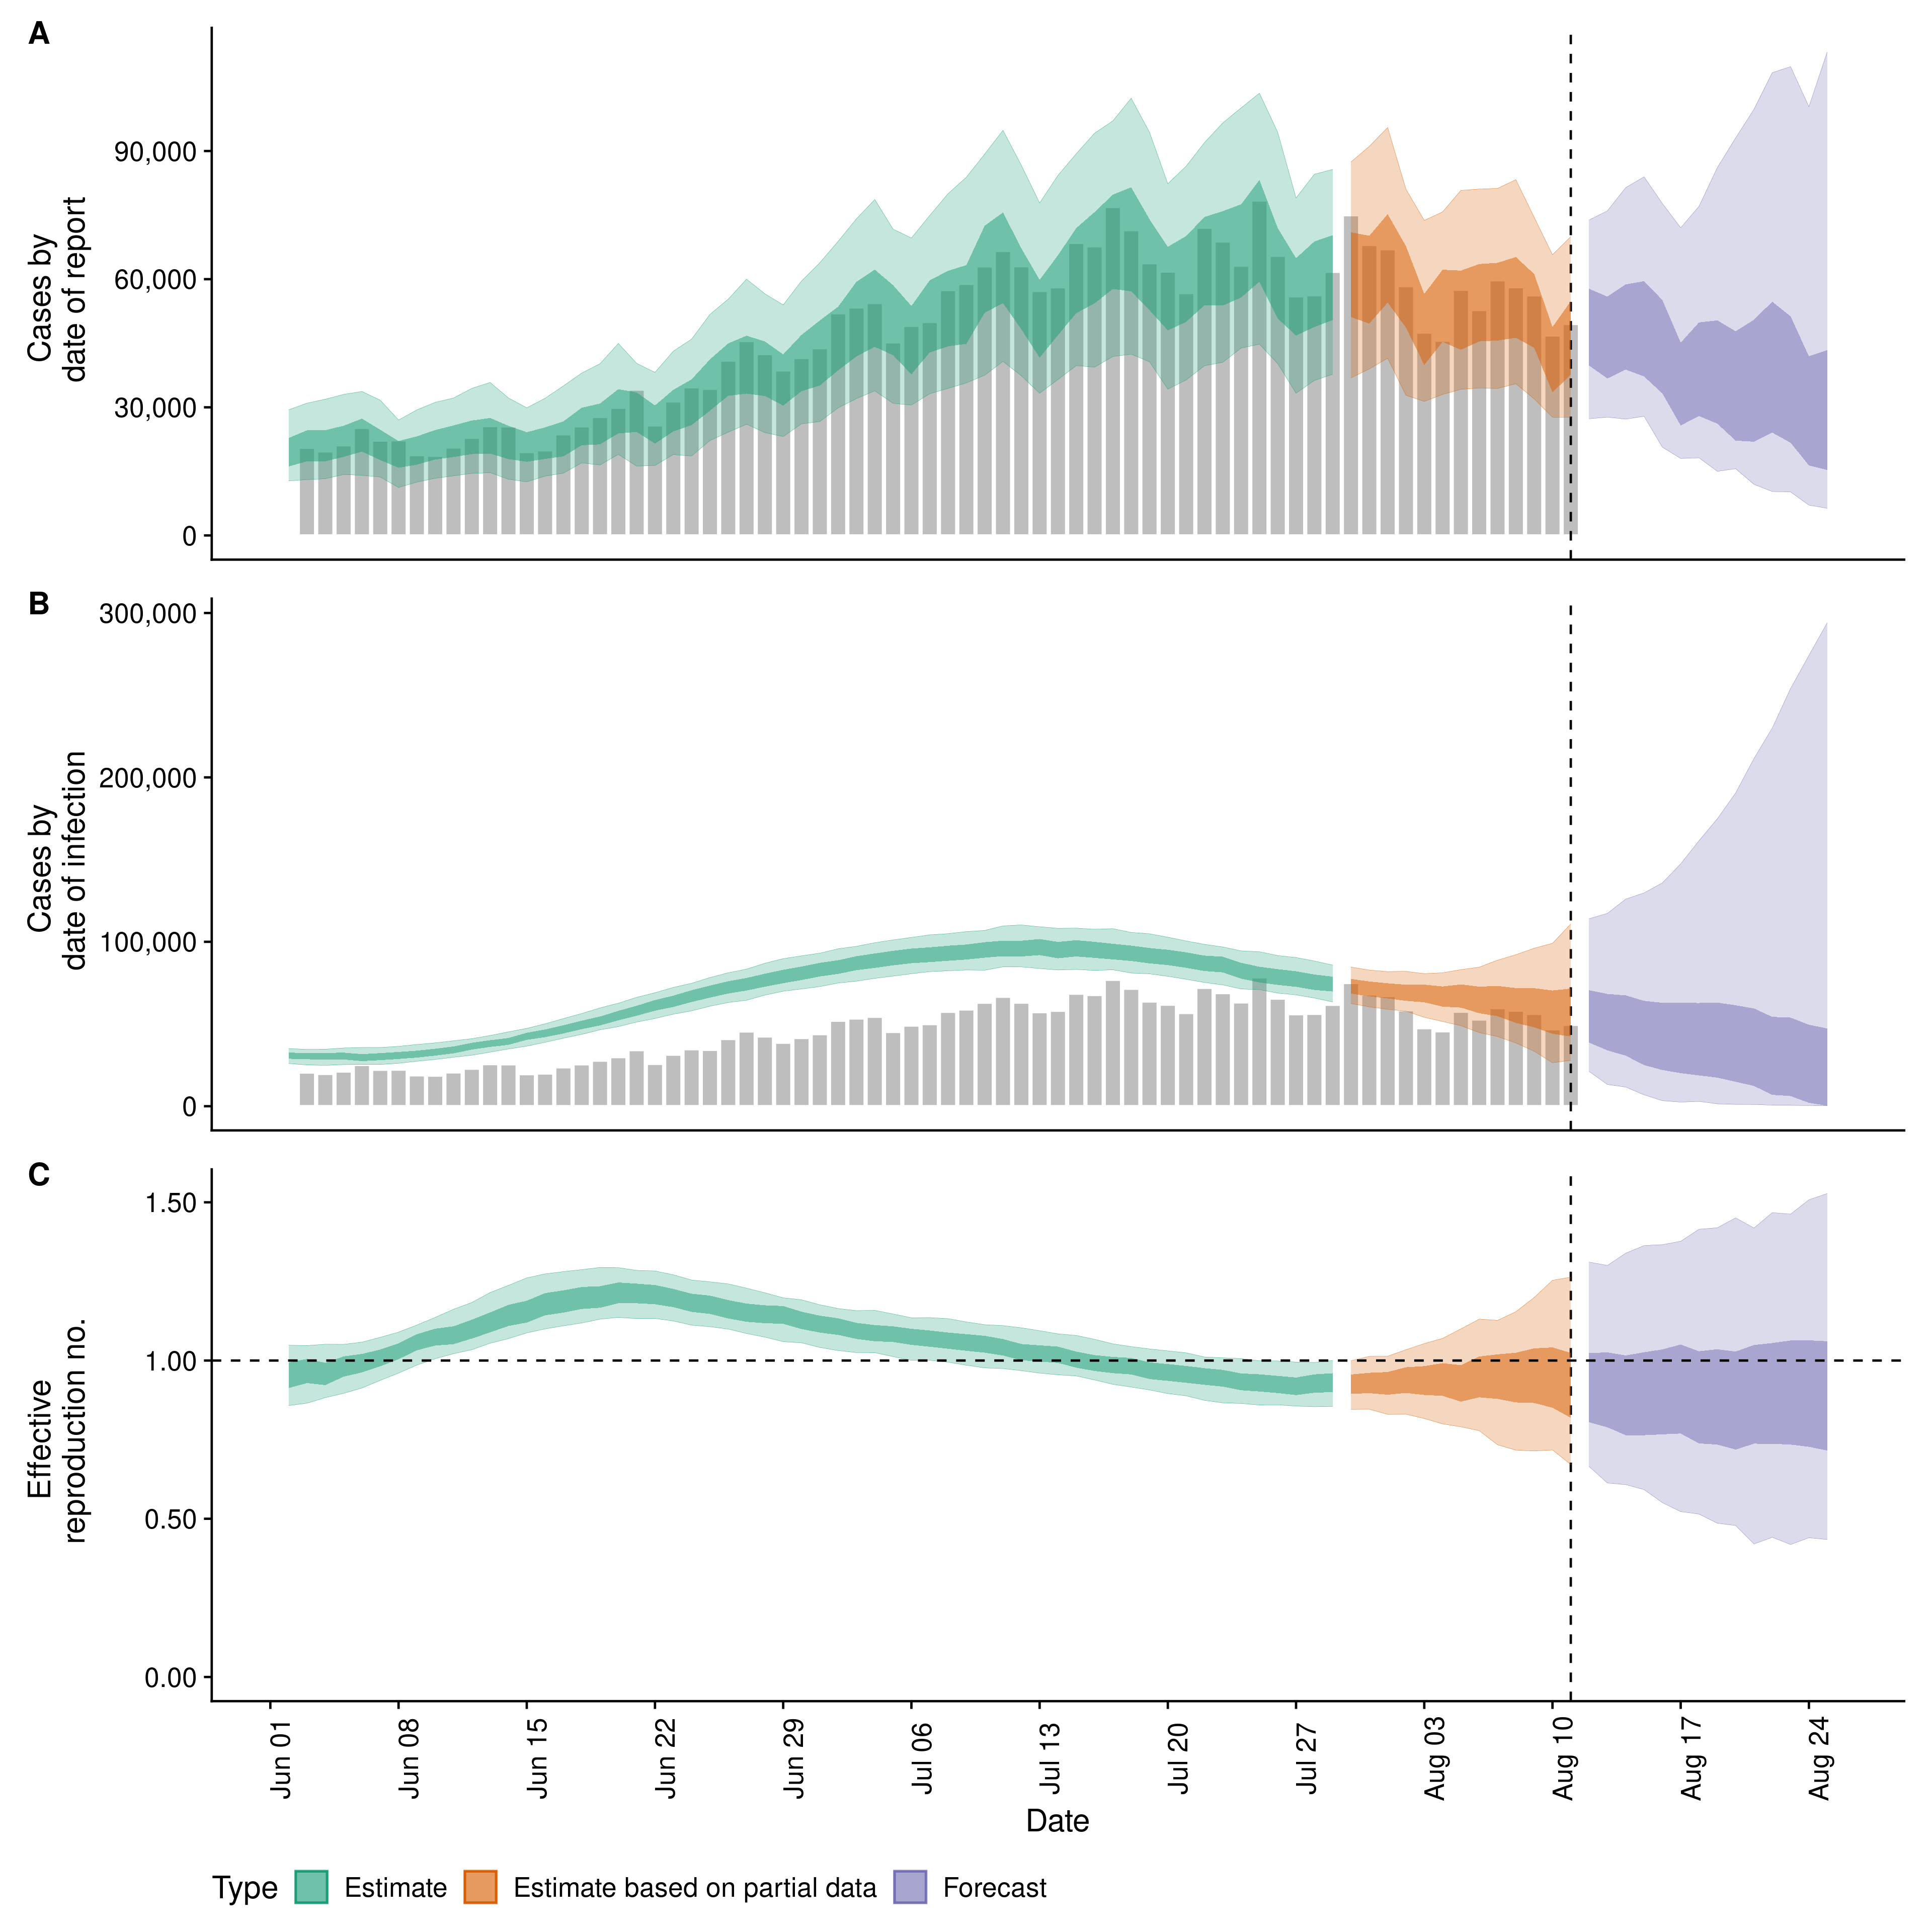 A
Cases by
date of report
90,000
60,000
30,000
0
B
Cases by
date of infection
300,000
200,000
100,000
0
C
Effective
reproduction no.
1.50
1.00
0.50
0.00
Jun 01
Jun 08
Jun 15
Jun 22
Jun 29
Jul 06
Jul 13
Jul 20
Jul 27
Aug 03
Aug 10
Aug 17
Aug 24
Date
Type Estimate Estimate based on partial data Forecast